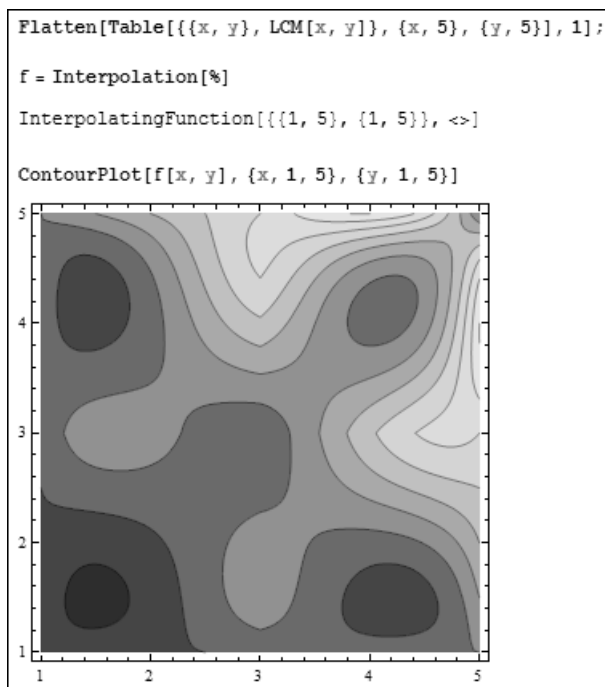 Flatten[Table[{{x, y}, LCM[x, y]}, {x, 5}, {y, 5}], 1];
f = Interpolation[%]
InterpolatingFunction[{{1, 5}, {1, 5}}, <>]
ContourPlot[f[x, y], {x, 1, 5}, {y, 1, 5}]
5
4
3
2
1
1 2 3 4 5